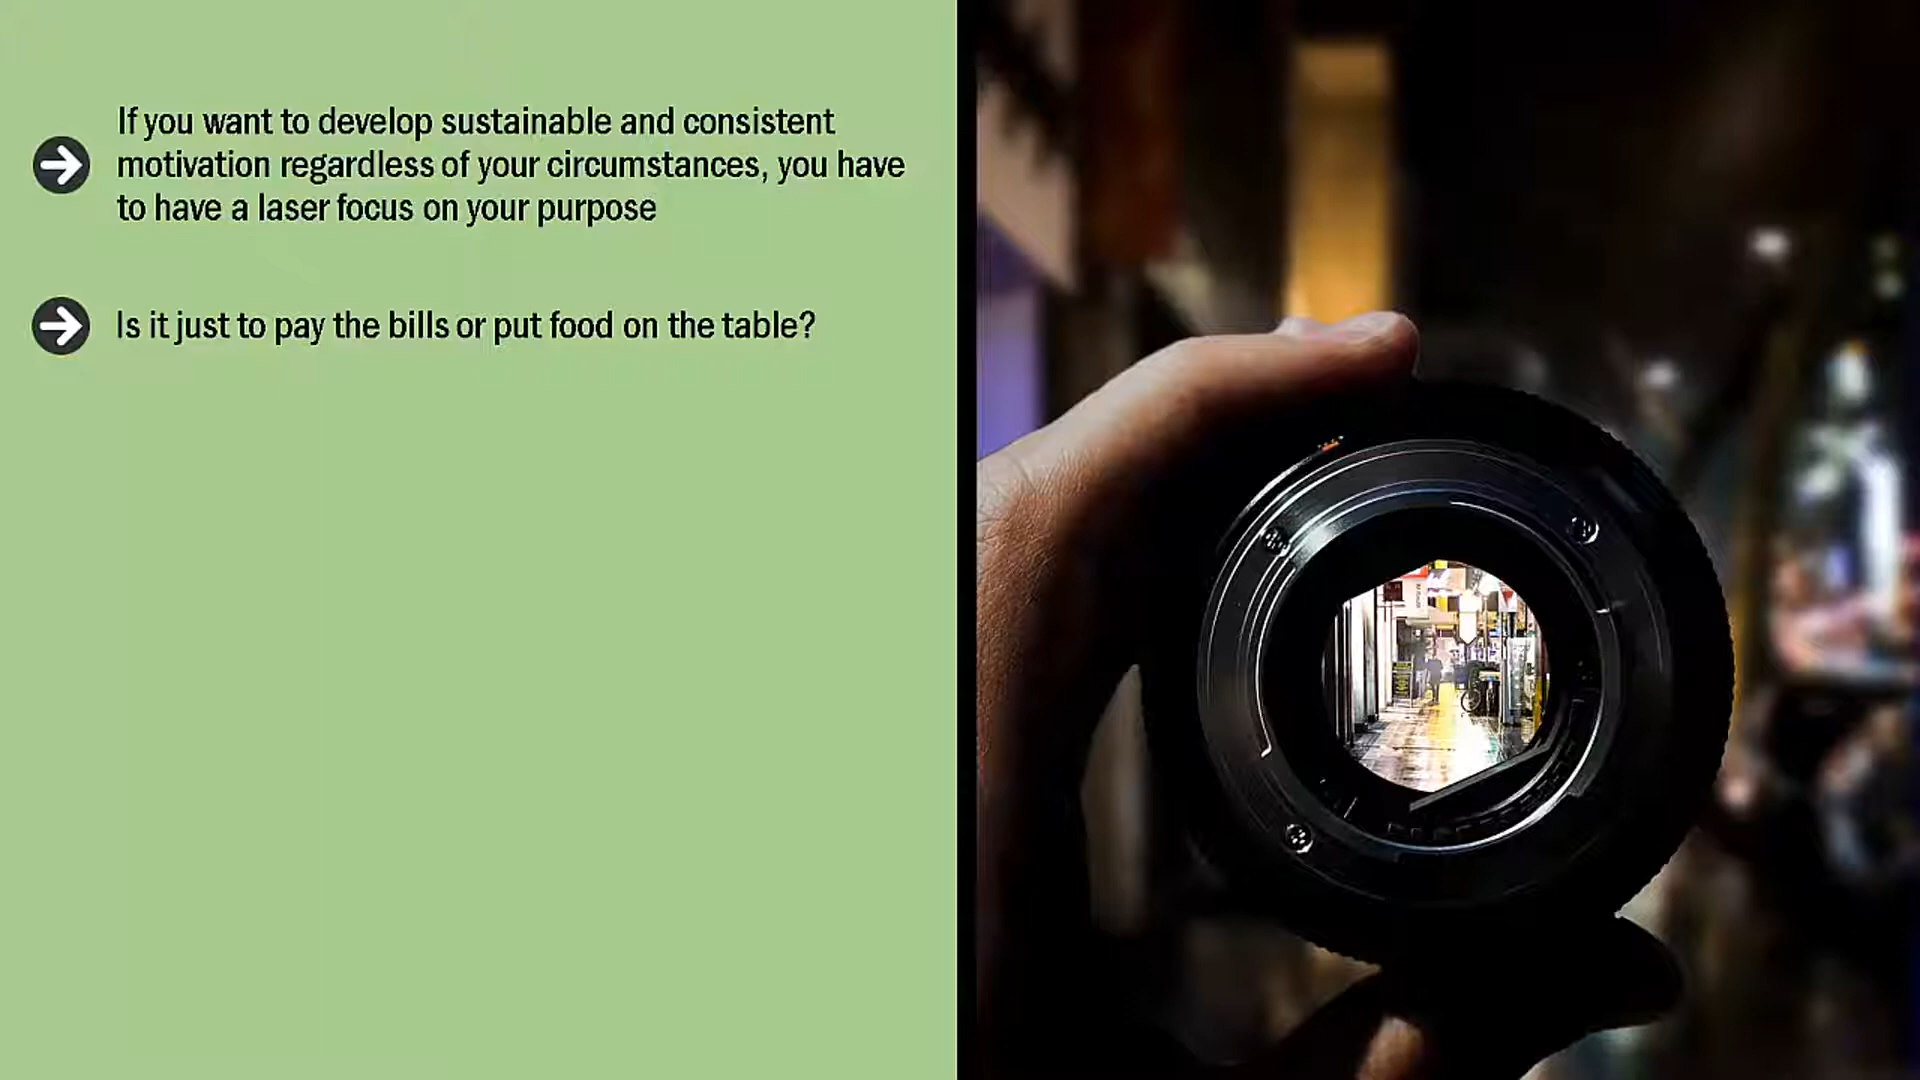 If you want to develop sustainable and consistent
motivation regardless of your circumstances, you have
to have a laser focus on your purpose
Is it just to pay the bills or put food on the table?